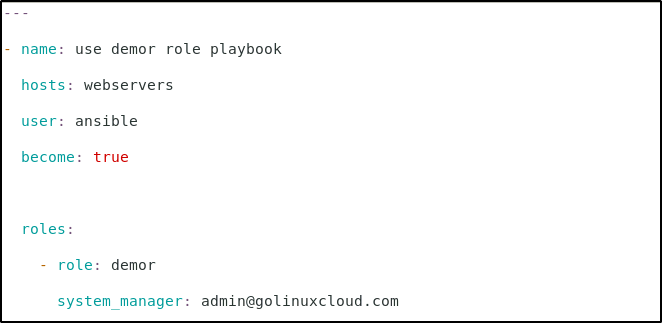 ---
- name: use demor role playbook
  hosts: webservers
  user: ansible
  become: true
  roles:
    - role: demor
      system_manager: admin@golinuxcloud.com